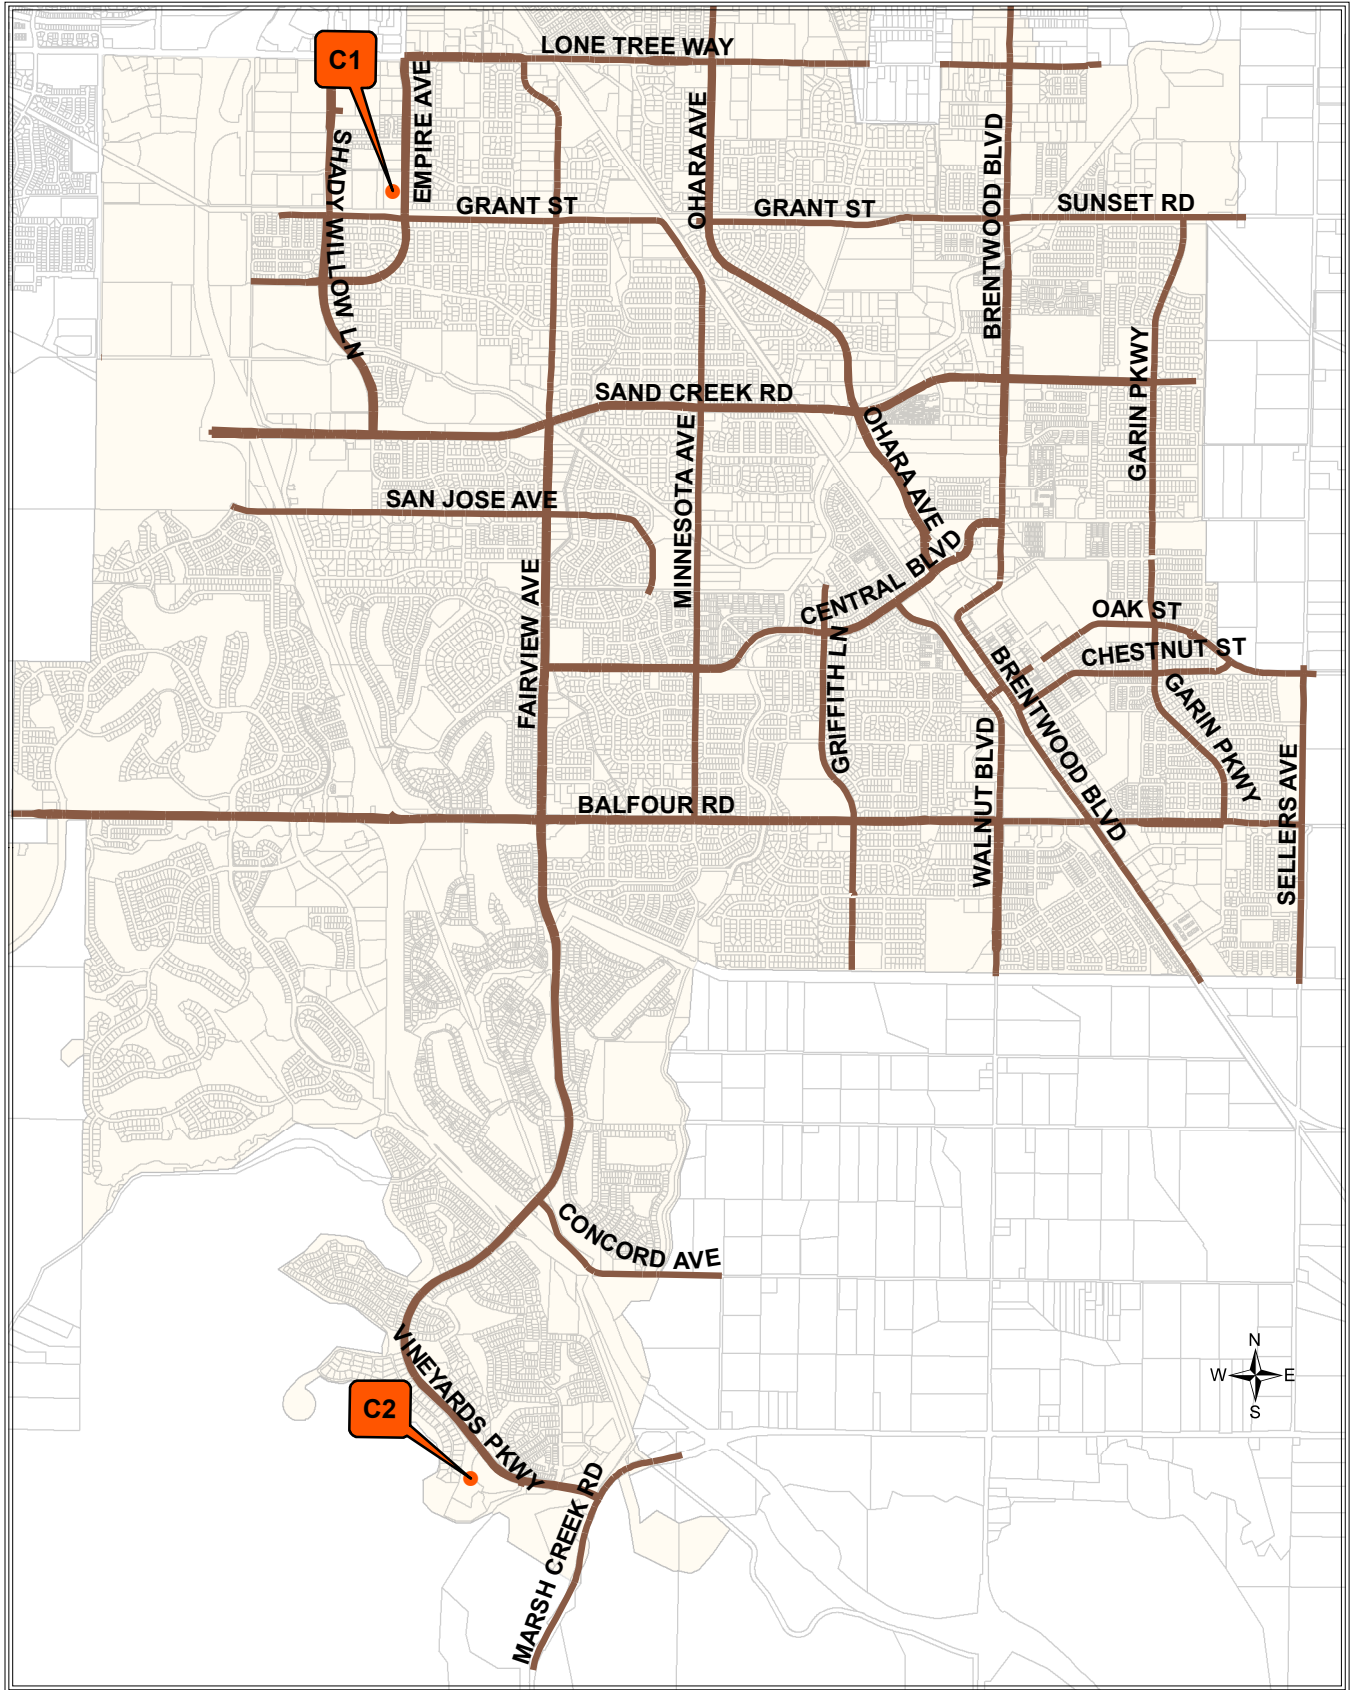 LONE TREE WAY
C1
EMPIRE AVE
OHARA AVE
SHADY WILLOW LN
BRENTWOOD BLVD
GRANT ST
GRANT ST
SUNSET RD
GARIN PKWY
SAND CREEK RD
OHARA AVE
MINNESOTA AVE
SAN JOSE AVE
CENTRAL BLVD
FAIRVIEW AVE
OAK ST
CHESTNUT ST
GRIFFITH LN
BRENTWOOD BLVD
GARIN PKWY
WALNUT BLVD
SELLERS AVE
BALFOUR RD
CONCORD AVE
VINEYARDS PKWY
C2
MARSH CREEK RD
N
W E
S